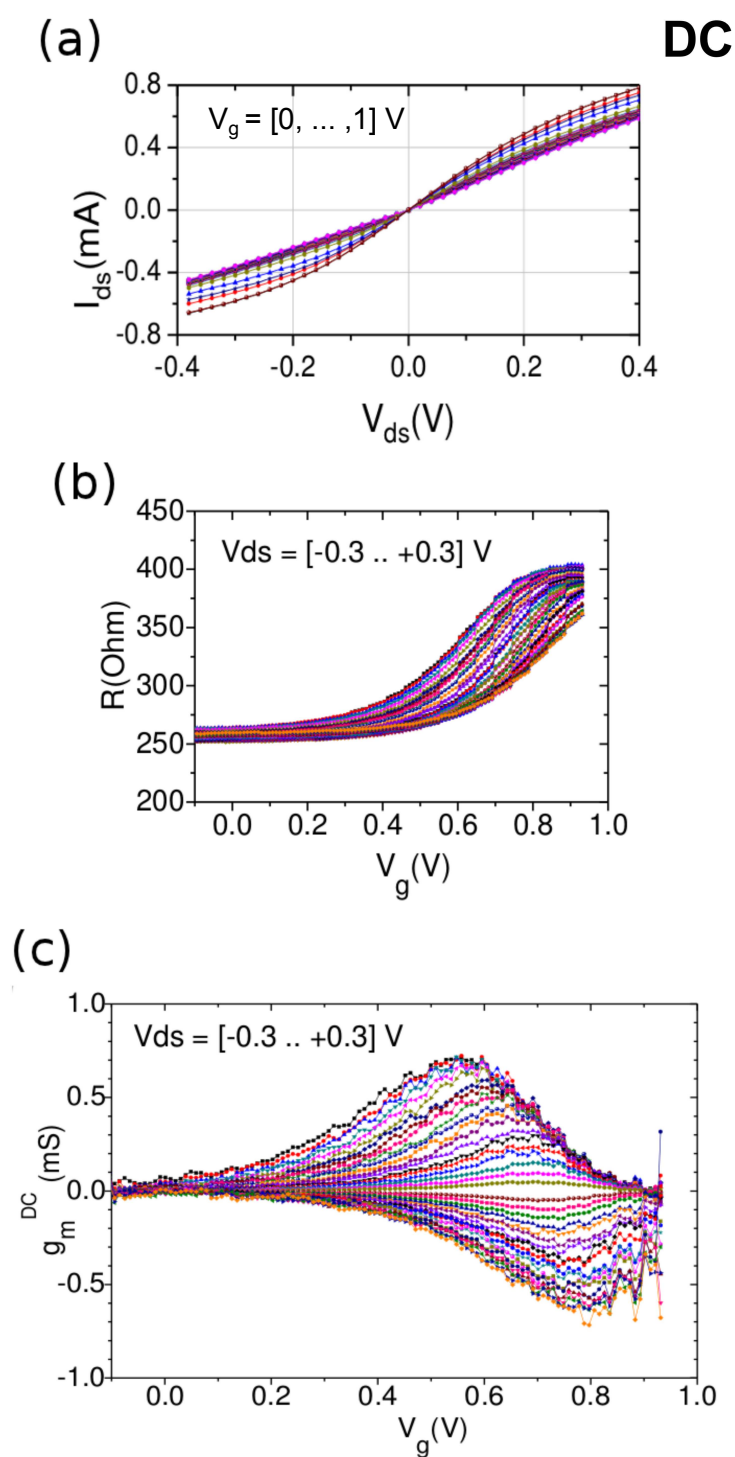 (a) DC
V_g = [0, ... ,1] V
0.8
0.4
0.0
-0.4
-0.8
I_ds(mA)
-0.4 -0.2 0.0 0.2 0.4
V_ds(V)
(b)
Vds = [-0.3 .. +0.3] V
450
400
350
300
250
200
R(Ohm)
0.0 0.2 0.4 0.6 0.8 1.0
V_g(V)
(c)
Vds = [-0.3 .. +0.3] V
1.0
0.5
0.0
-0.5
-1.0
g_m^DC (mS)
0.0 0.2 0.4 0.6 0.8 1.0
V_g(V)